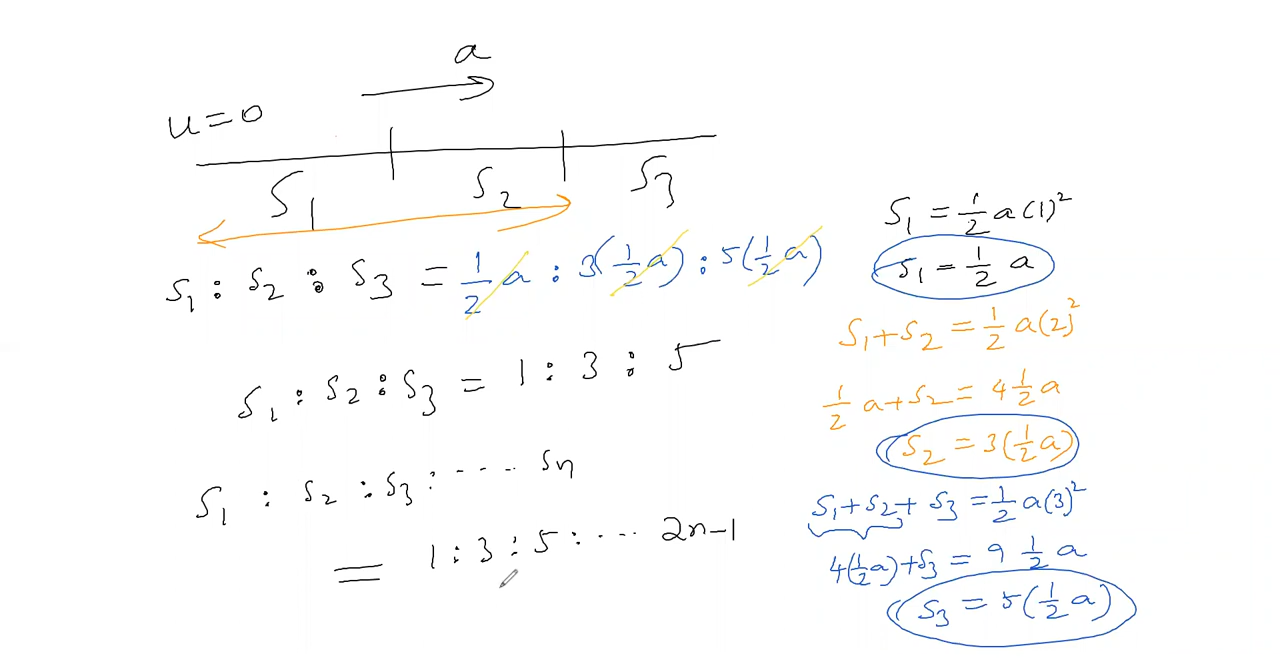 a
u=0
S₁ S₂ S₃
S₁ : S₂ : S₃ = 1/2 a : 3(1/2 a) : 5(1/2 a)
S₁ : S₂ : S₃ = 1 : 3 : 5
S₁ : S₂ : S₃ : ---- Sn
= 1 : 3 : 5 : ---- 2n-1
S₁ = 1/2 a(1)²
S₁ = 1/2 a
S₁+S₂ = 1/2 a(2)²
1/2 a+S₂ = 4 1/2 a
S₂ = 3(1/2 a)
S₁+S₂+S₃ = 1/2 a(3)²
4(1/2 a)+S₃ = 9 1/2 a
S₃ = 5(1/2 a)